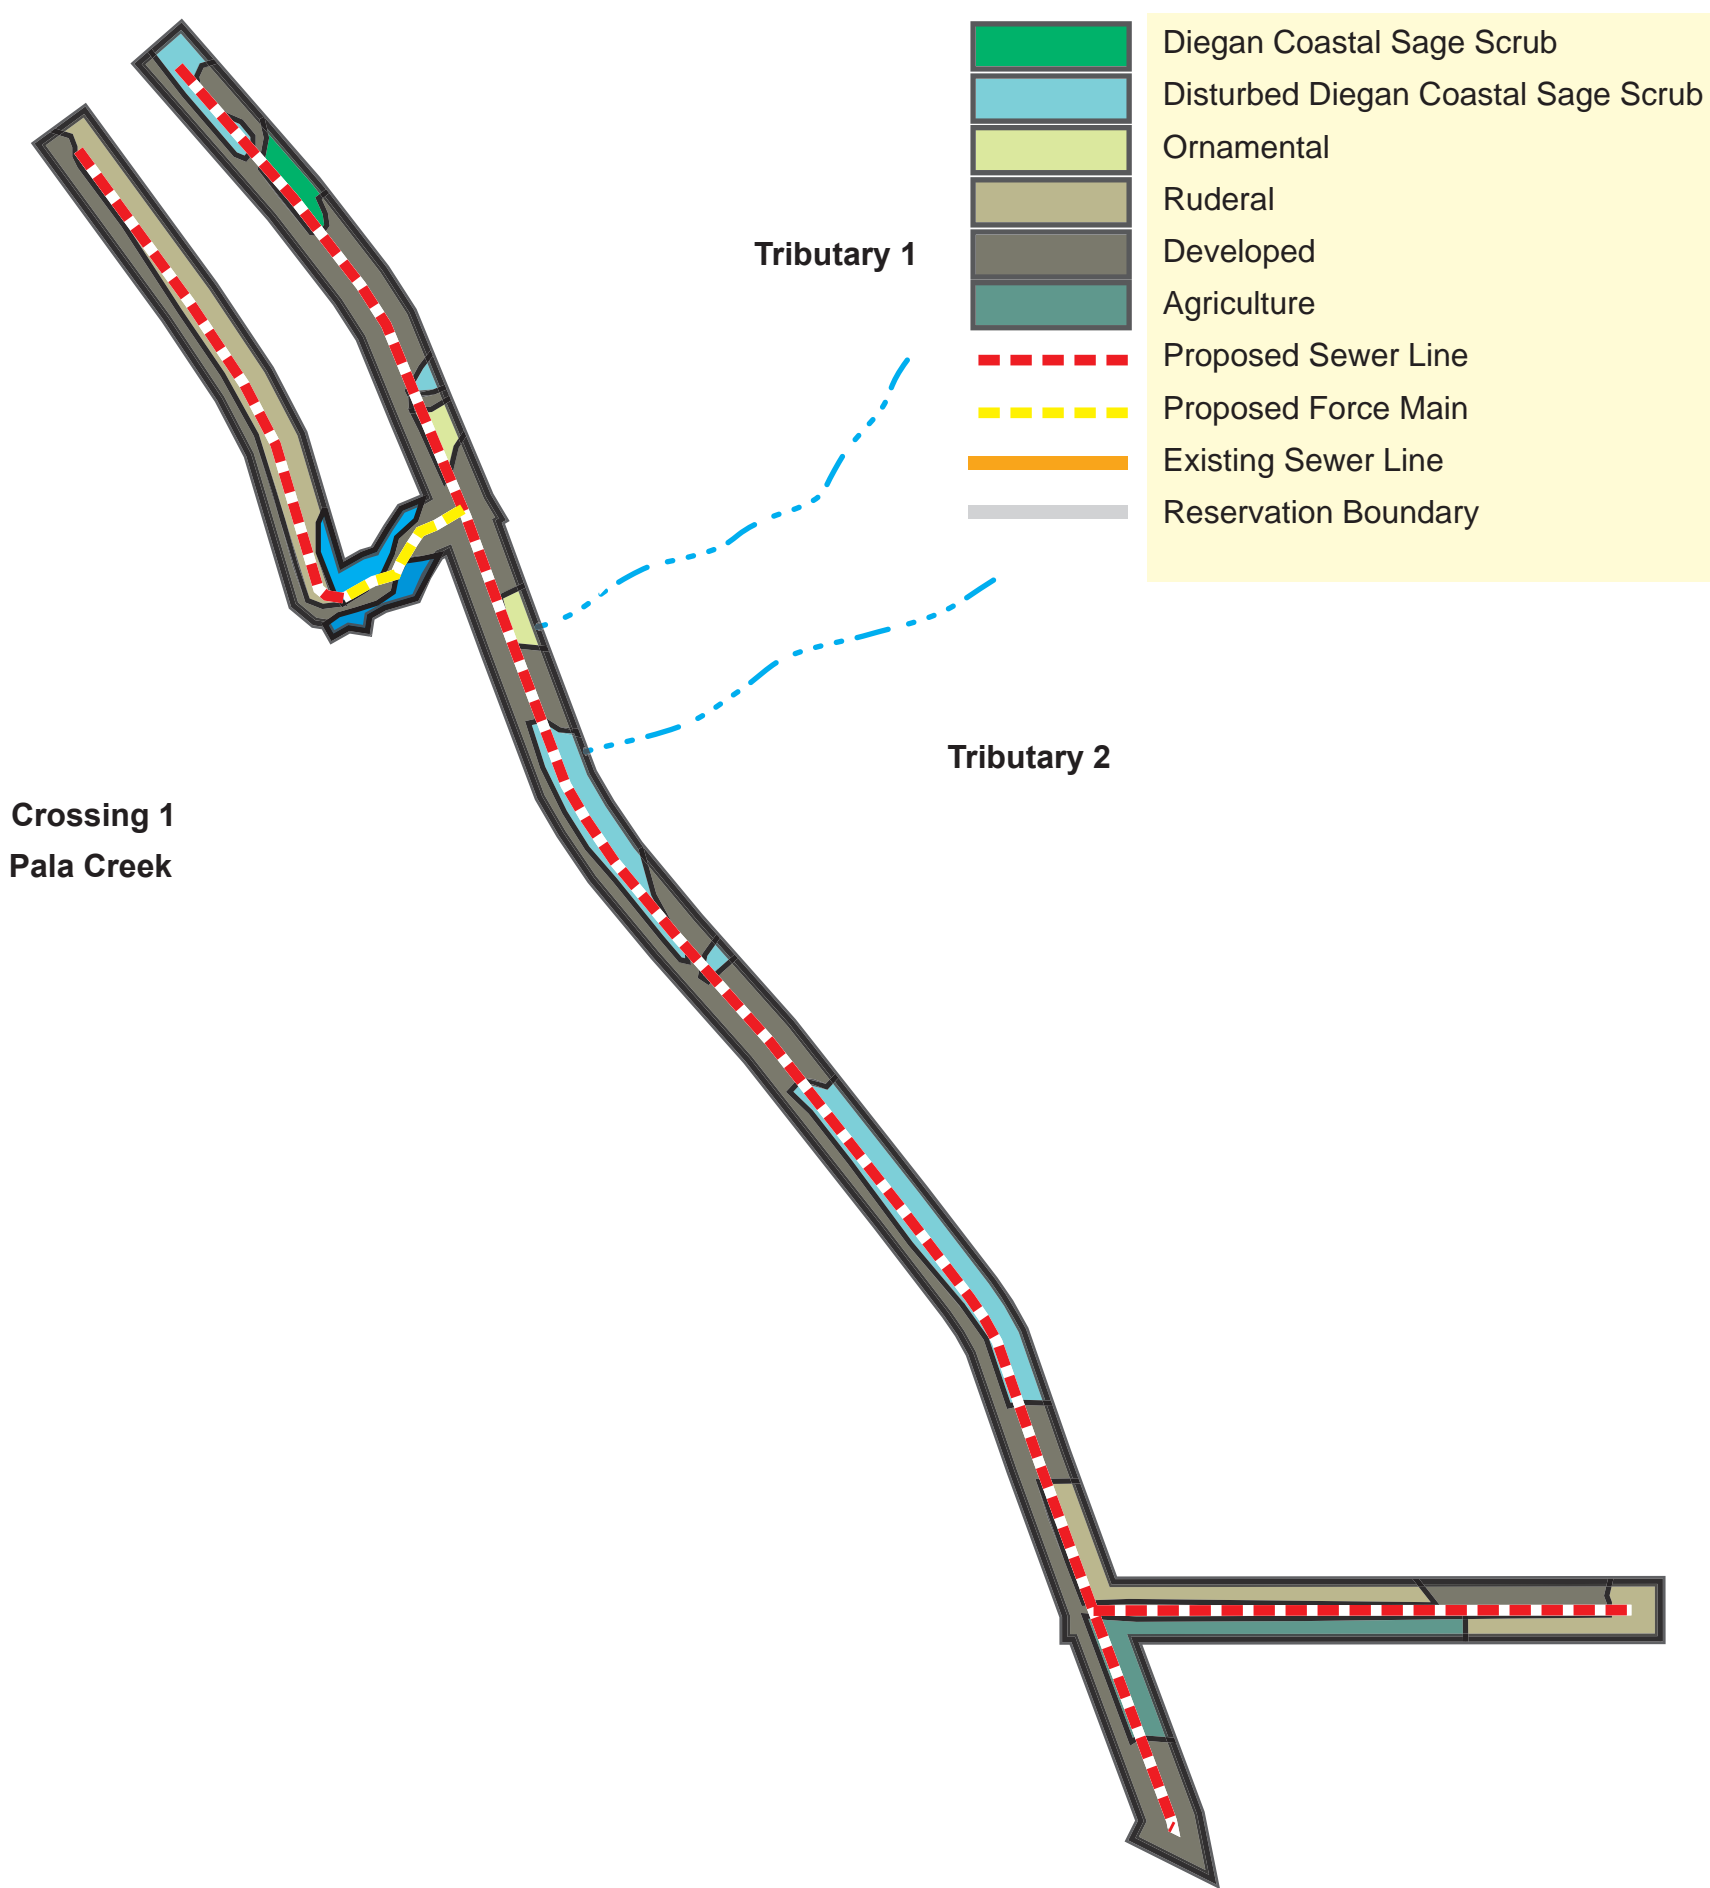 Diegan Coastal Sage Scrub
Disturbed Diegan Coastal Sage Scrub
Ornamental
Ruderal
Developed
Agriculture
Proposed Sewer Line
Proposed Force Main
Existing Sewer Line
Reservation Boundary
Tributary 1
Tributary 2
Crossing 1
Pala Creek